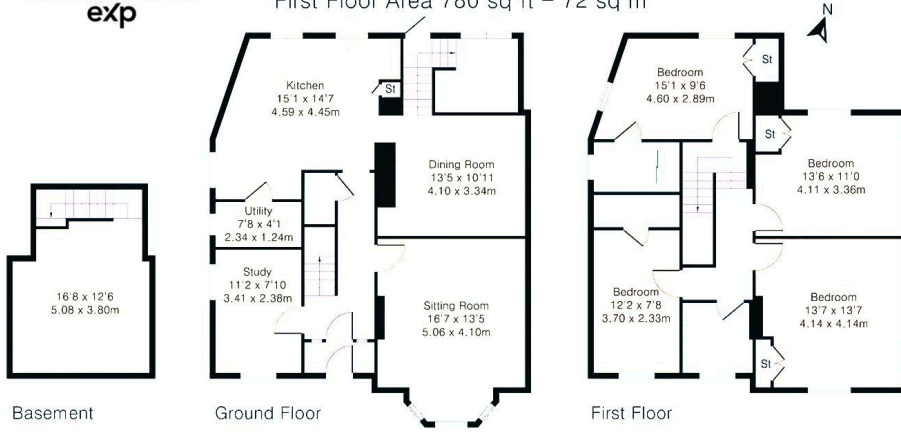 First Floor Area 780 sq ft – 72 sq m
exp
N
Kitchen
15'1 x 14'7
4.59 x 4.45m
St
Dining Room
13'5 x 10'11
4.10 x 3.34m
Utility
7'8 x 4'1
2.34 x 1.24m
Study
11'2 x 7'10
3.41 x 2.38m
Sitting Room
16'7 x 13'5
5.06 x 4.10m
16'8 x 12'6
5.08 x 3.80m
Bedroom
15'1 x 9'6
4.60 x 2.89m
St
St
Bedroom
13'6 x 11'0
4.11 x 3.36m
Bedroom
12'2 x 7'8
3.70 x 2.33m
Bedroom
13'7 x 13'7
4.14 x 4.14m
St
Basement
Ground Floor
First Floor